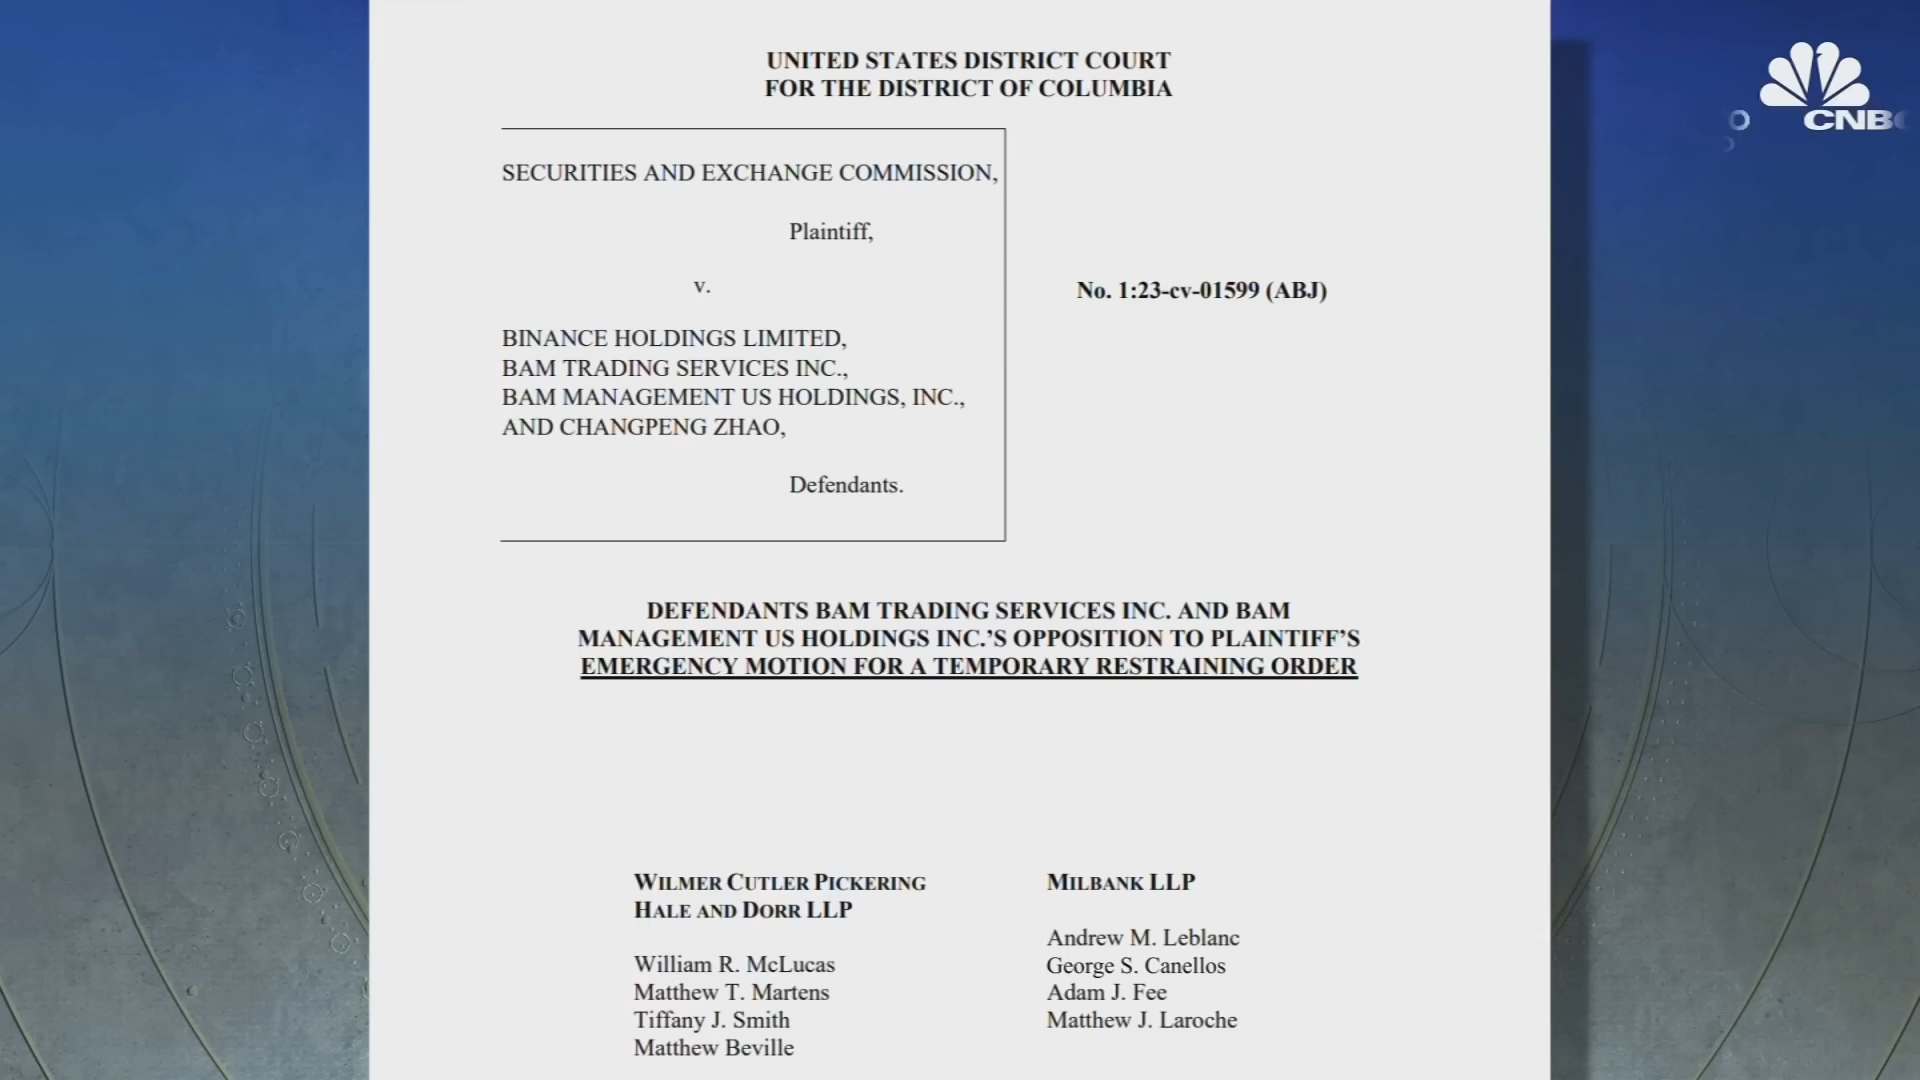 UNITED STATES DISTRICT COURT
FOR THE DISTRICT OF COLUMBIA
SECURITIES AND EXCHANGE COMMISSION,
Plaintiff,
v.
No. 1:23-cv-01599 (ABJ)
BINANCE HOLDINGS LIMITED,
BAM TRADING SERVICES INC.,
BAM MANAGEMENT US HOLDINGS, INC.,
AND CHANGPENG ZHAO,
Defendants.
DEFENDANTS BAM TRADING SERVICES INC. AND BAM
MANAGEMENT US HOLDINGS INC.'S OPPOSITION TO PLAINTIFF'S
EMERGENCY MOTION FOR A TEMPORARY RESTRAINING ORDER
WILMER CUTLER PICKERING
HALE AND DORR LLP
William R. McLucas
Matthew T. Martens
Tiffany J. Smith
Matthew Beville
MILBANK LLP
Andrew M. Leblanc
George S. Canellos
Adam J. Fee
Matthew J. Laroche
CNBC